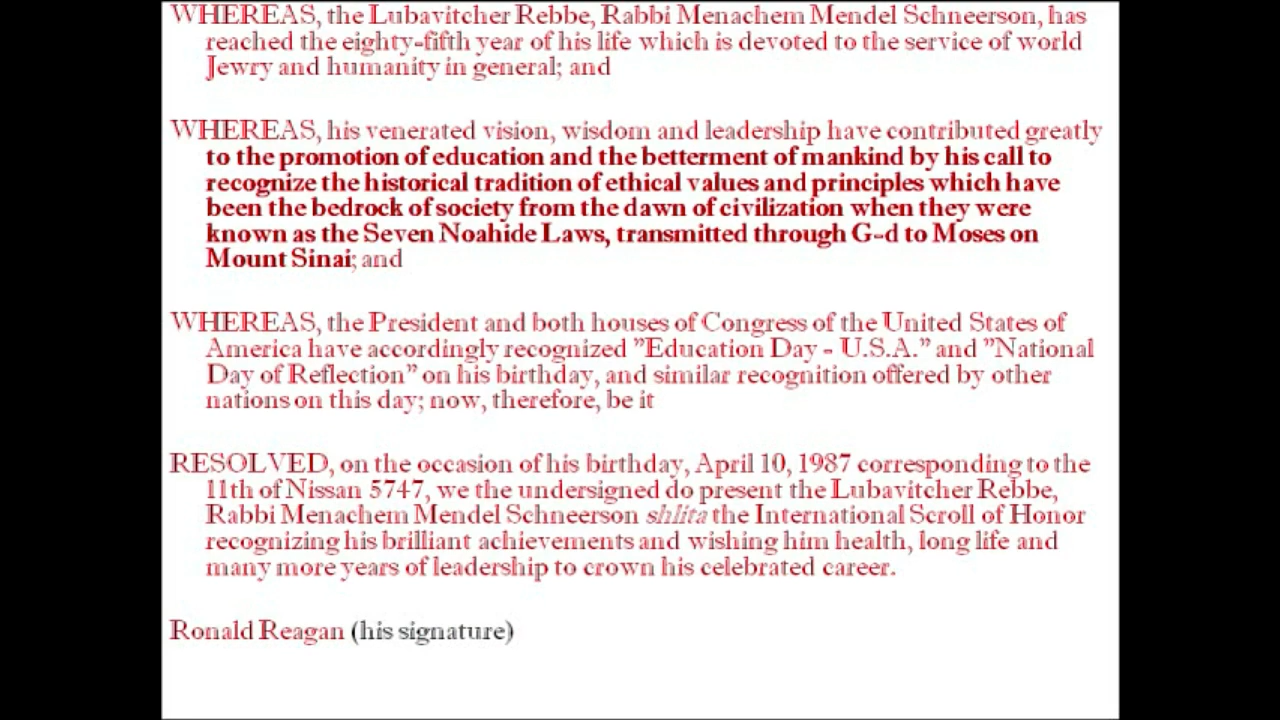 WHEREAS, the Lubavitcher Rebbe, Rabbi Menachem Mendel Schneerson, has
reached the eighty-fifth year of his life which is devoted to the service of world
Jewry and humanity in general; and
WHEREAS, his venerated vision, wisdom and leadership have contributed greatly
to the promotion of education and the betterment of mankind by his call to
recognize the historical tradition of ethical values and principles which have
been the bedrock of society from the dawn of civilization when they were
known as the Seven Noahide Laws, transmitted through G-d to Moses on
Mount Sinai; and
WHEREAS, the President and both houses of Congress of the United States of
America have accordingly recognized ”Education Day - U.S.A.” and ”National
Day of Reflection” on his birthday, and similar recognition offered by other
nations on this day; now, therefore, be it
RESOLVED, on the occasion of his birthday, April 10, 1987 corresponding to the
11th of Nissan 5747, we the undersigned do present the Lubavitcher Rebbe,
Rabbi Menachem Mendel Schneerson shlita the International Scroll of Honor
recognizing his brilliant achievements and wishing him health, long life and
many more years of leadership to crown his celebrated career.
Ronald Reagan (his signature)